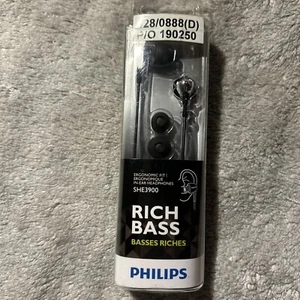 28/0888(D)
P/O 190250
ERGONOMIC FIT /
ERGONOMIQUE
IN EAR HEADPHONES
SHE3900
RICH
BASS
BASSES RICHES
PHILIPS